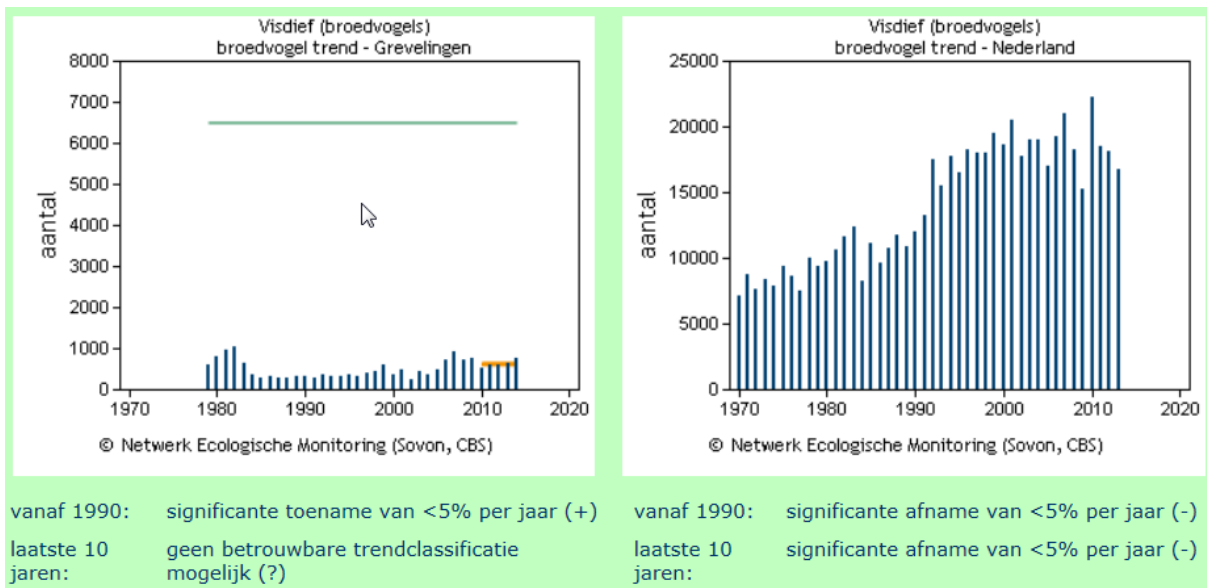 Visdief (broedvogels)
broedvogel trend - Grevelingen
8000
7000
6000
5000
4000
3000
2000
1000
0
aantal
1970 1980 1990 2000 2010 2020
© Netwerk Ecologische Monitoring (Sovon, CBS)
Visdief (broedvogels)
broedvogel trend - Nederland
25000
20000
15000
10000
5000
0
aantal
1970 1980 1990 2000 2010 2020
© Netwerk Ecologische Monitoring (Sovon, CBS)
vanaf 1990: significante toename van <5% per jaar (+)
laatste 10 geen betrouwbare trendclassificatie
jaren: mogelijk (?)
vanaf 1990: significante afname van <5% per jaar (-)
laatste 10 significante afname van <5% per jaar (-)
jaren: